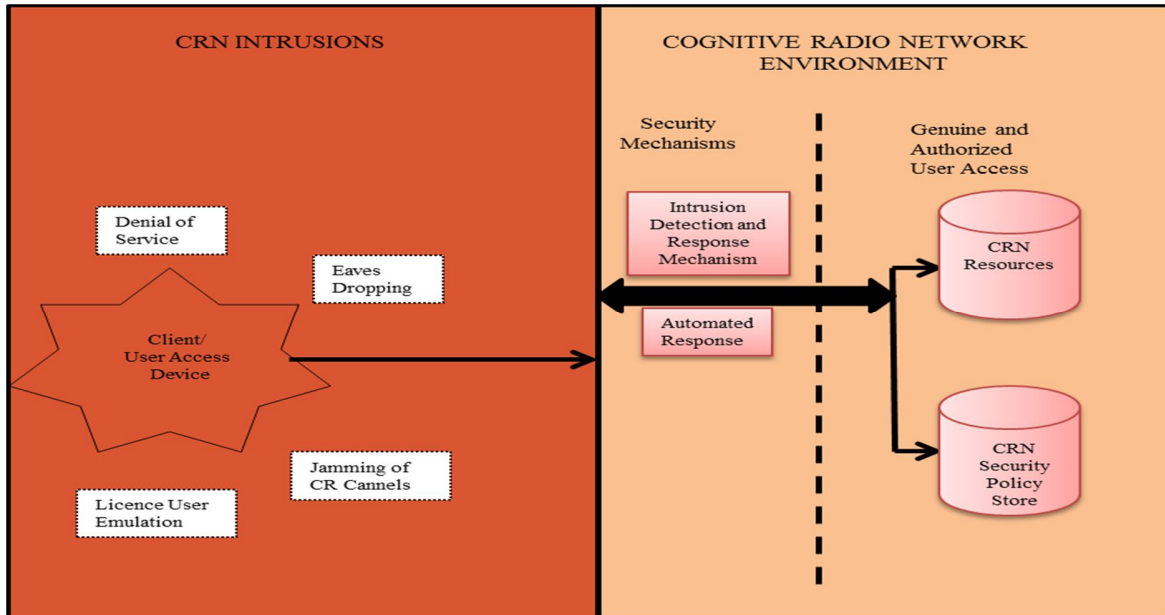 CRN INTRUSIONS
Denial of
Service
Eaves
Dropping
Client/
User Access
Device
Jamming of
CR Cannels
Licence User
Emulation
COGNITIVE RADIO NETWORK
ENVIRONMENT
Security
Mechanisms
Intrusion
Detection and
Response
Mechanism
Automated
Response
Genuine and
Authorized
User Access
CRN
Resources
CRN
Security
Policy
Store